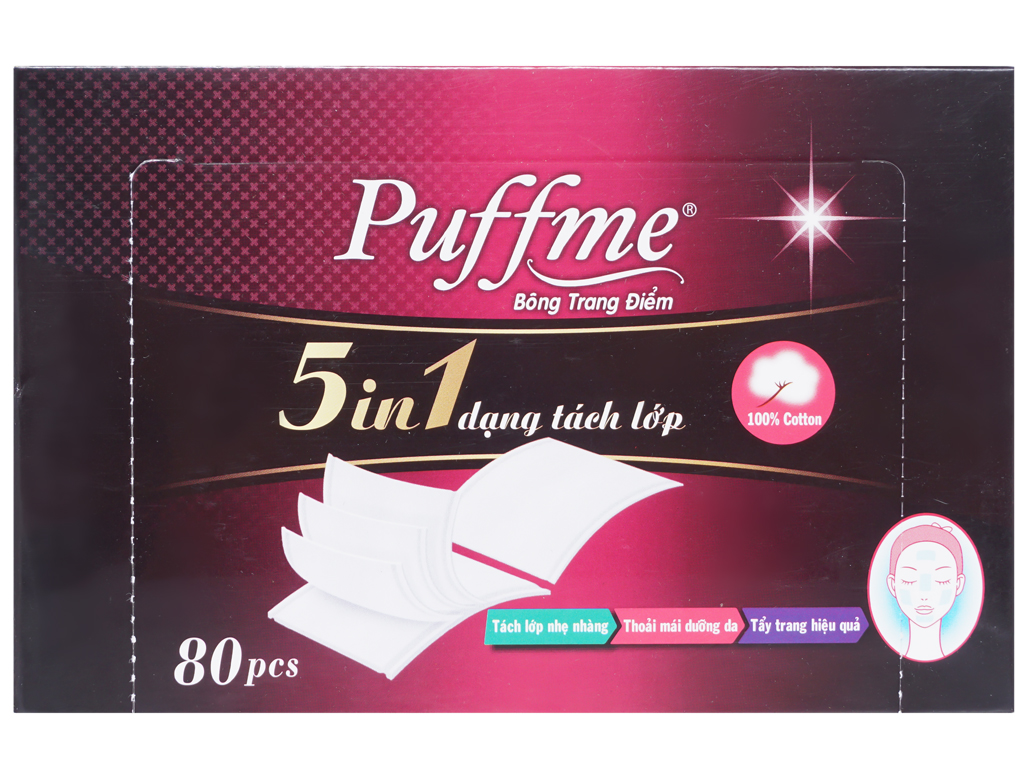 Puffme®
Bông Trang Điểm
5in1 dạng tách lớp
100% Cotton
Tách lớp nhẹ nhàng Thoải mái dưỡng da Tẩy trang hiệu quả
80pcs